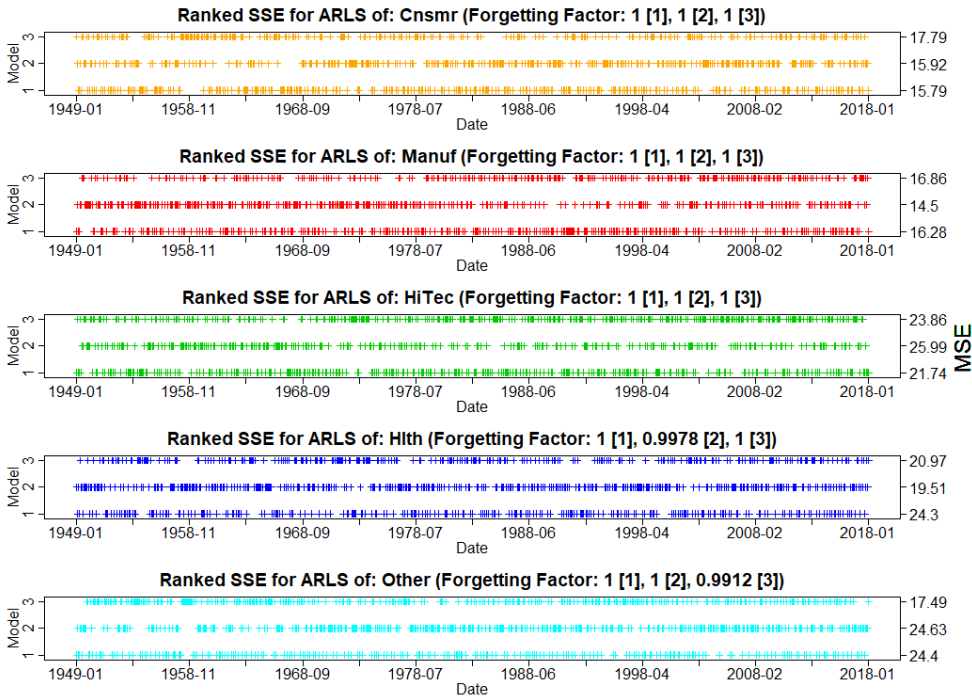 Ranked SSE for ARLS of: Cnsmr (Forgetting Factor: 1 [1], 1 [2], 1 [3])
Model
3 17.79
2 15.92
1 15.79
1949-01 1958-11 1968-09 1978-07 1988-06 1998-04 2008-02 2018-01
Date
Ranked SSE for ARLS of: Manuf (Forgetting Factor: 1 [1], 1 [2], 1 [3])
Model
3 16.86
2 14.5
1 16.28
1949-01 1958-11 1968-09 1978-07 1988-06 1998-04 2008-02 2018-01
Date
Ranked SSE for ARLS of: HiTec (Forgetting Factor: 1 [1], 1 [2], 1 [3])
Model
3 23.86
2 25.99
1 21.74
MSE
1949-01 1958-11 1968-09 1978-07 1988-06 1998-04 2008-02 2018-01
Date
Ranked SSE for ARLS of: Hlth (Forgetting Factor: 1 [1], 0.9978 [2], 1 [3])
Model
3 20.97
2 19.51
1 24.3
1949-01 1958-11 1968-09 1978-07 1988-06 1998-04 2008-02 2018-01
Date
Ranked SSE for ARLS of: Other (Forgetting Factor: 1 [1], 1 [2], 0.9912 [3])
Model
3 17.49
2 24.63
1 24.4
1949-01 1958-11 1968-09 1978-07 1988-06 1998-04 2008-02 2018-01
Date